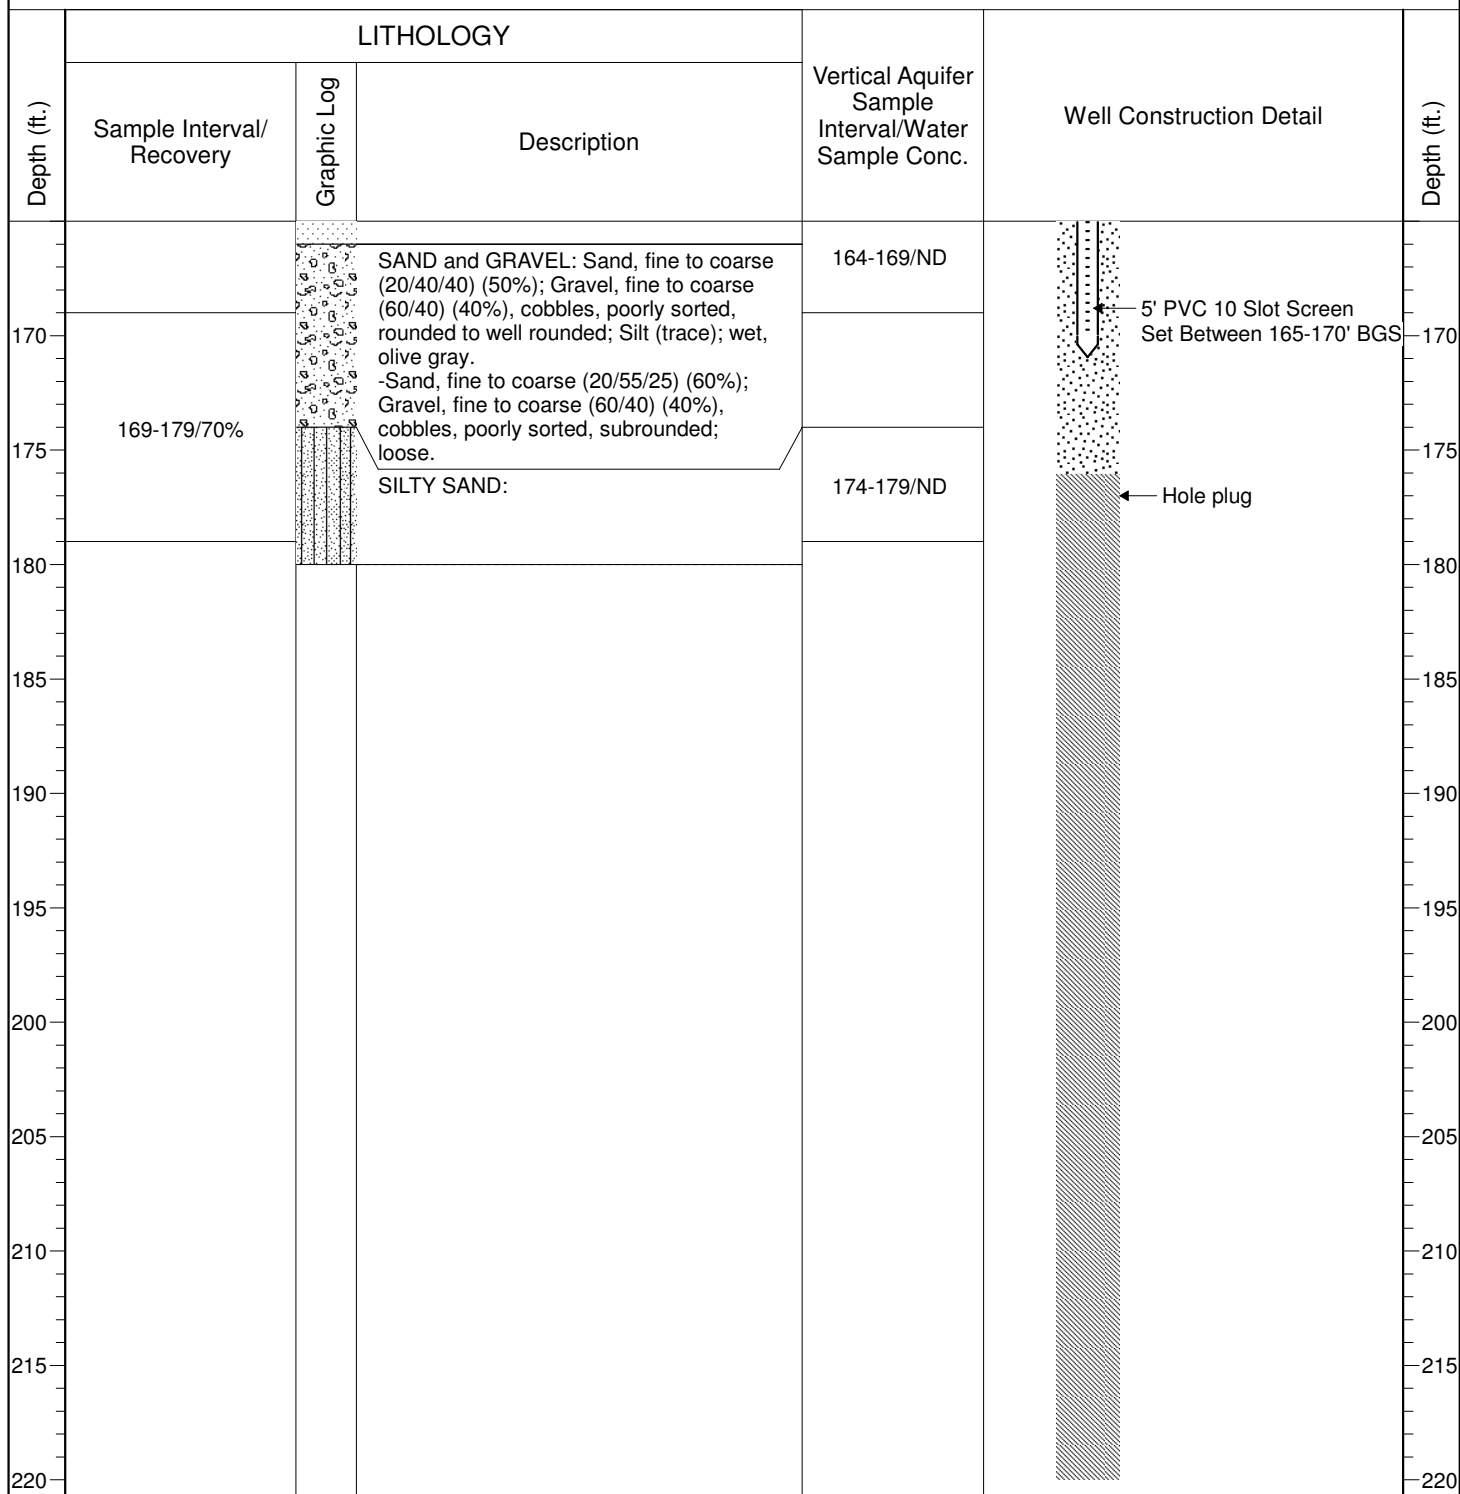 LITHOLOGY
Depth (ft.)
Sample Interval/
Recovery
Graphic Log
Description
Vertical Aquifer
Sample
Interval/Water
Sample Conc.
Well Construction Detail
Depth (ft.)
SAND and GRAVEL: Sand, fine to coarse
(20/40/40) (50%); Gravel, fine to coarse
(60/40) (40%), cobbles, poorly sorted,
rounded to well rounded; Silt (trace); wet,
olive gray.
-Sand, fine to coarse (20/55/25) (60%);
Gravel, fine to coarse (60/40) (40%),
cobbles, poorly sorted, subrounded;
loose.
SILTY SAND:
169-179/70%
164-169/ND
174-179/ND
5' PVC 10 Slot Screen
Set Between 165-170' BGS
Hole plug
170
175
180
185
190
195
200
205
210
215
220
170
175
180
185
190
195
200
205
210
215
220